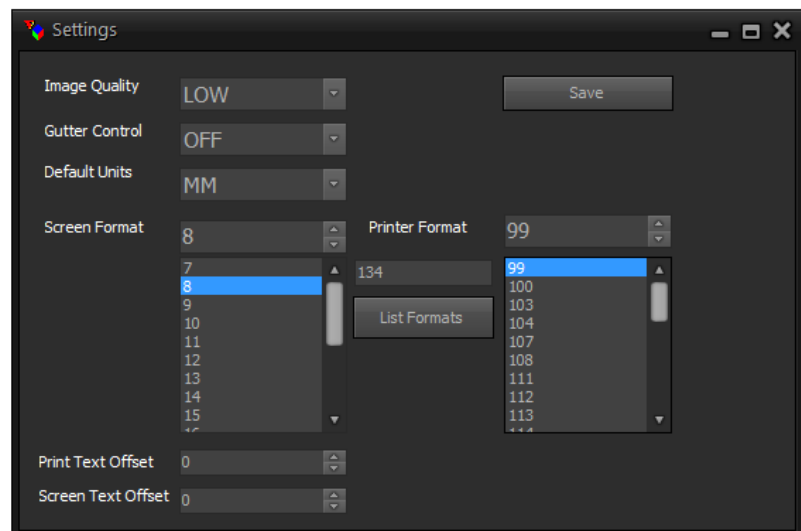 Settings
Image Quality
LOW
Save
Gutter Control
OFF
Default Units
MM
Screen Format
8
Printer Format
99
7
8
9
10
11
12
13
14
15
134
List Formats
99
100
103
104
107
108
111
112
113
Print Text Offset
0
Screen Text Offset
0